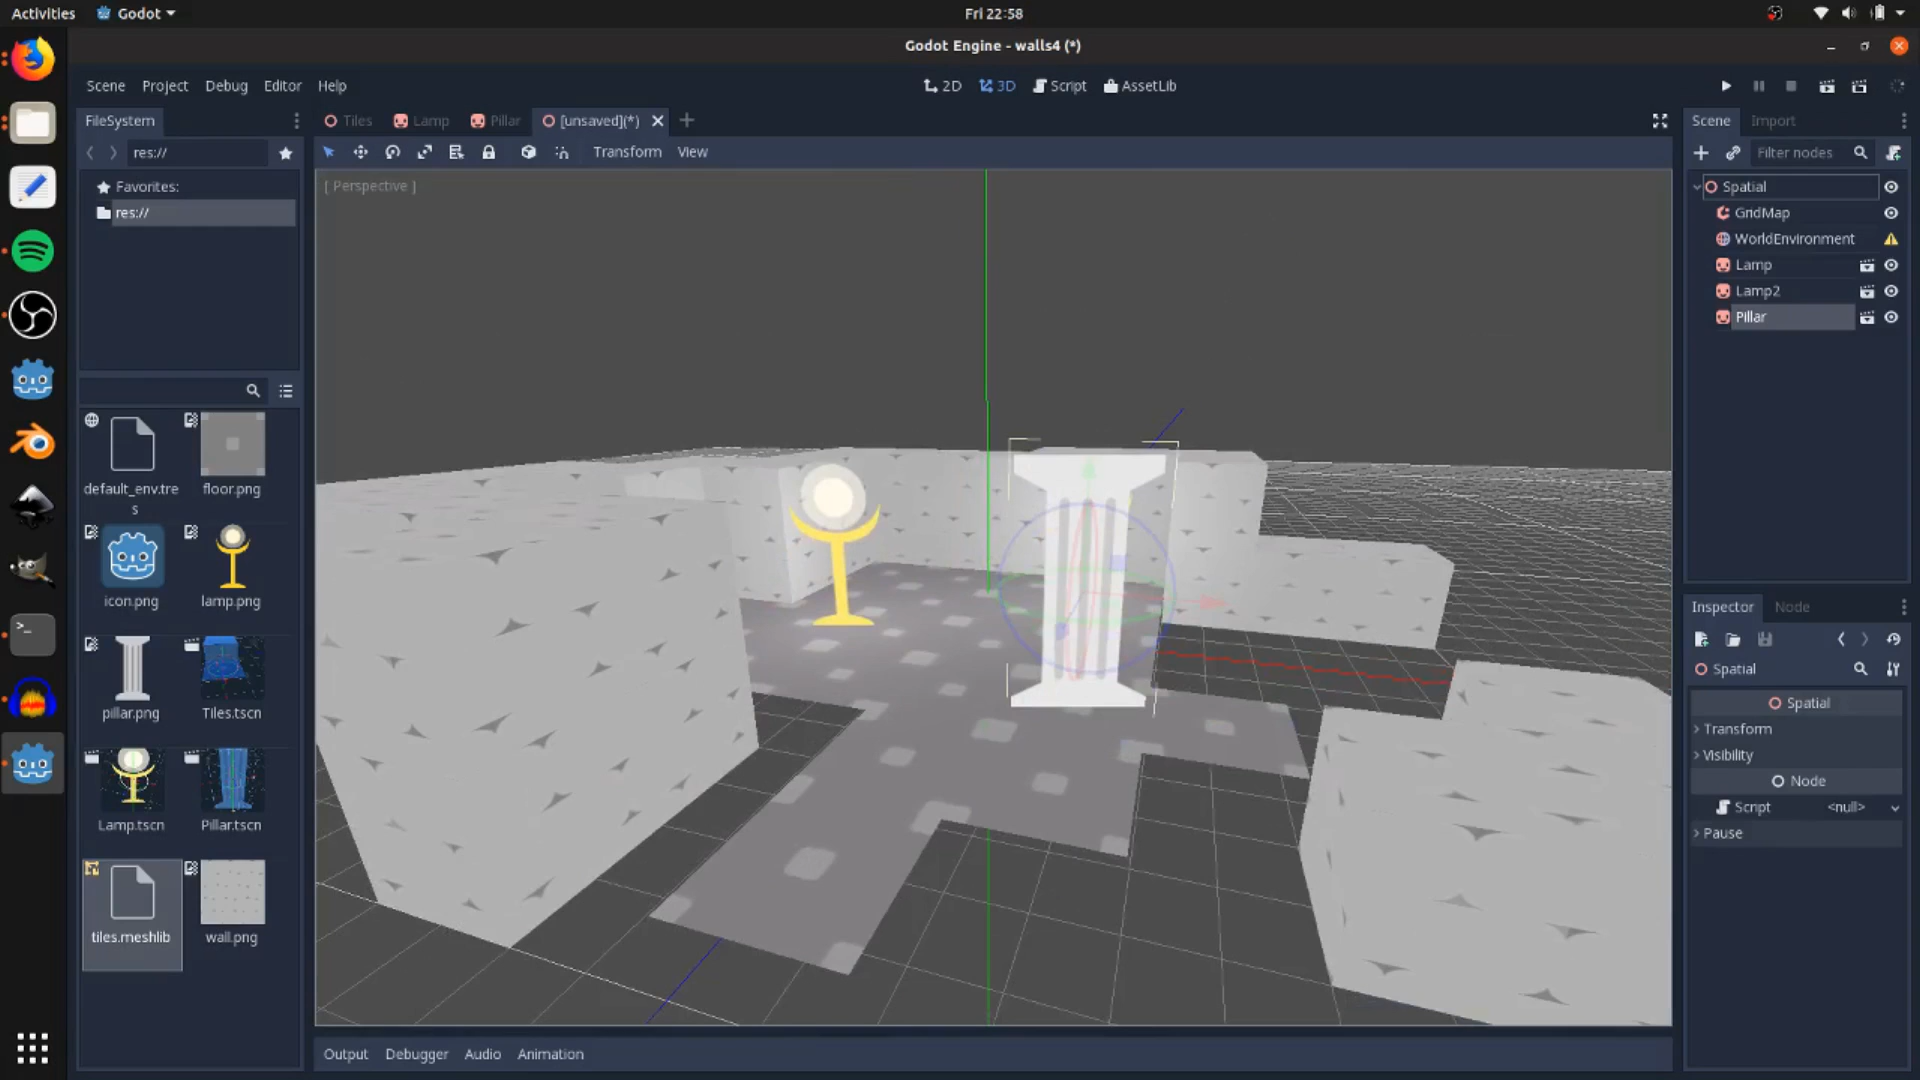 Activities
Godot
Fri 22:58
Godot Engine - walls4 (*)
Scene
Project
Debug
Editor
Help
2D
3D
Script
AssetLib
FileSystem
Tiles
Lamp
Pillar
[unsaved](*)
Scene
Import
res://
Transform
View
Filter nodes
Favorites:
res://
[ Perspective ]
Spatial
GridMap
WorldEnvironment
Lamp
Lamp2
Pillar
default_env.tre
s
floor.png
icon.png
lamp.png
pillar.png
Tiles.tscn
Lamp.tscn
Pillar.tscn
tiles.meshlib
wall.png
Inspector
Node
Spatial
Spatial
Transform
Visibility
Node
Script
<null>
Pause
Output
Debugger
Audio
Animation